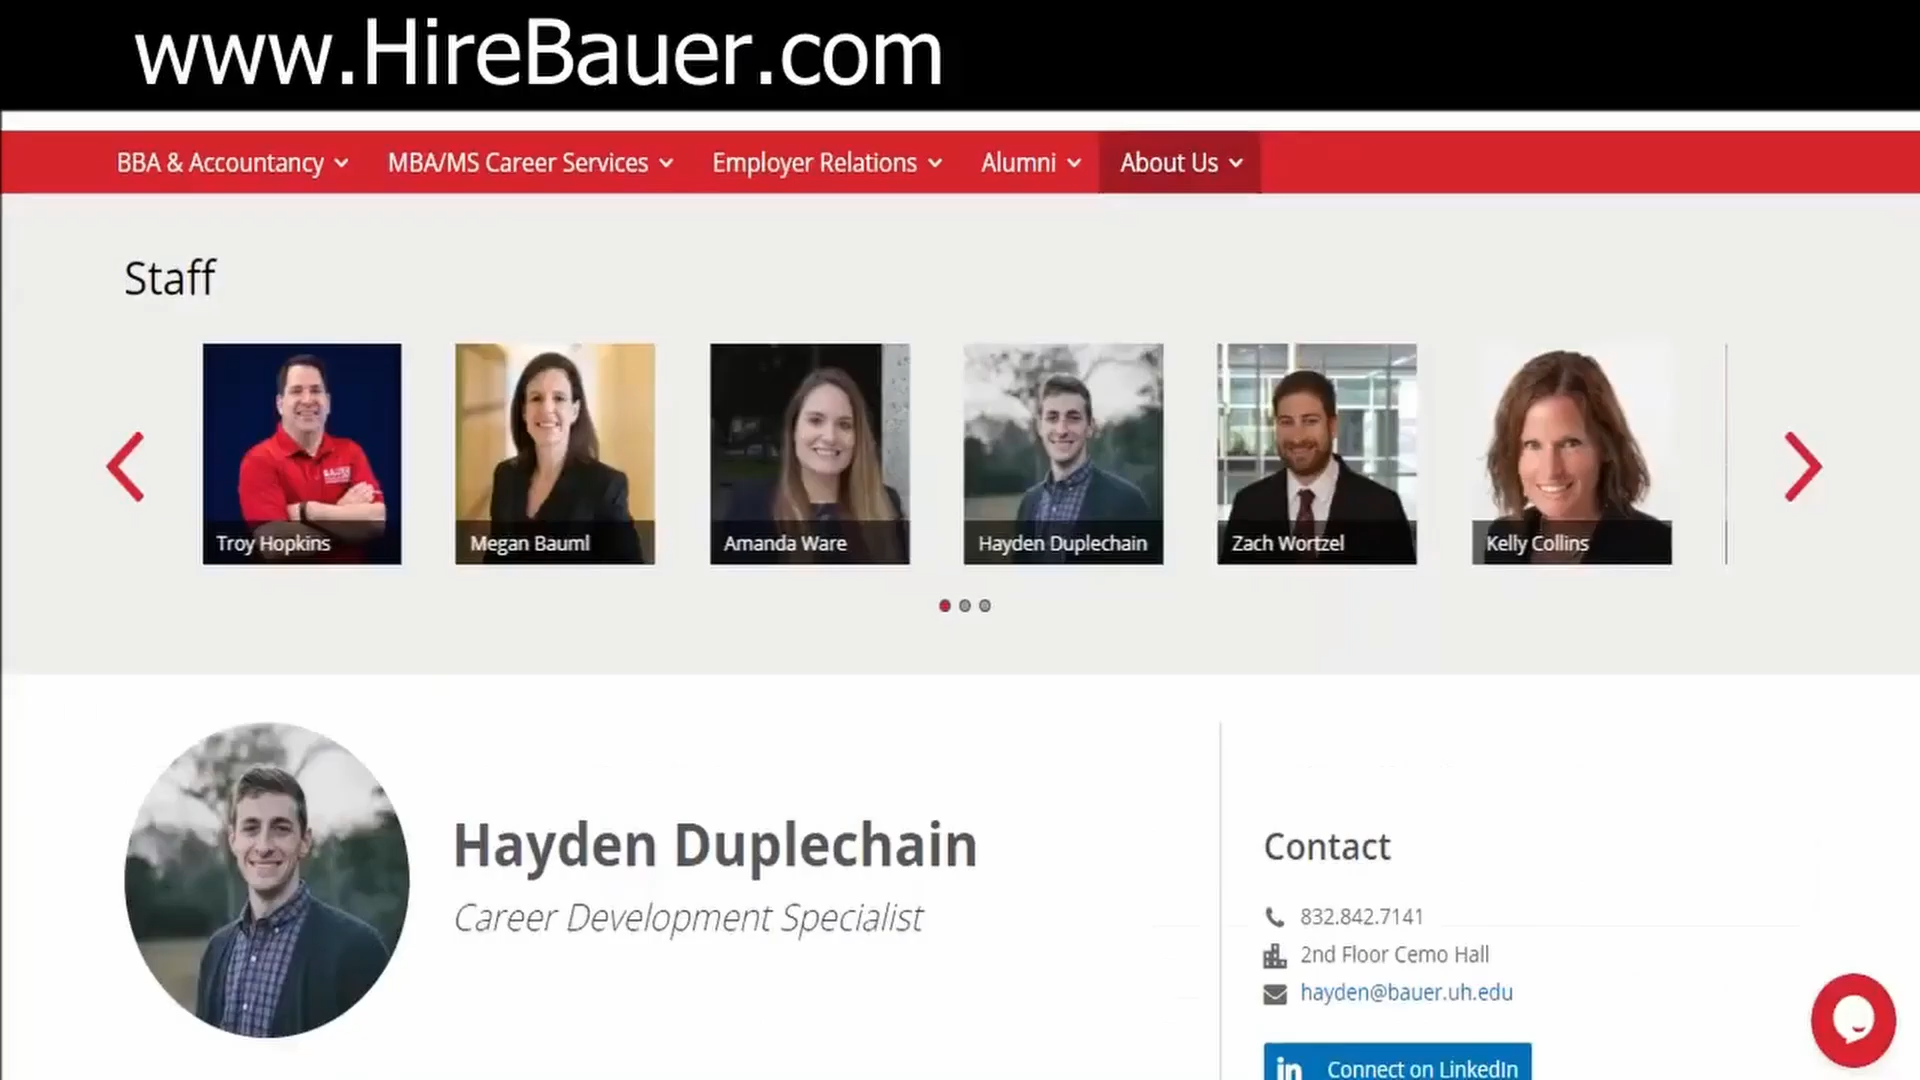 www.HireBauer.com
BBA & Accountancy MBA/MS Career Services Employer Relations Alumni About Us
Staff
BAUER
Troy Hopkins Megan Bauml Amanda Ware Hayden Duplechain Zach Wortzel Kelly Collins
Hayden Duplechain
Career Development Specialist
Contact
832.842.7141
2nd Floor Cemo Hall
hayden@bauer.uh.edu
in Connect on LinkedIn